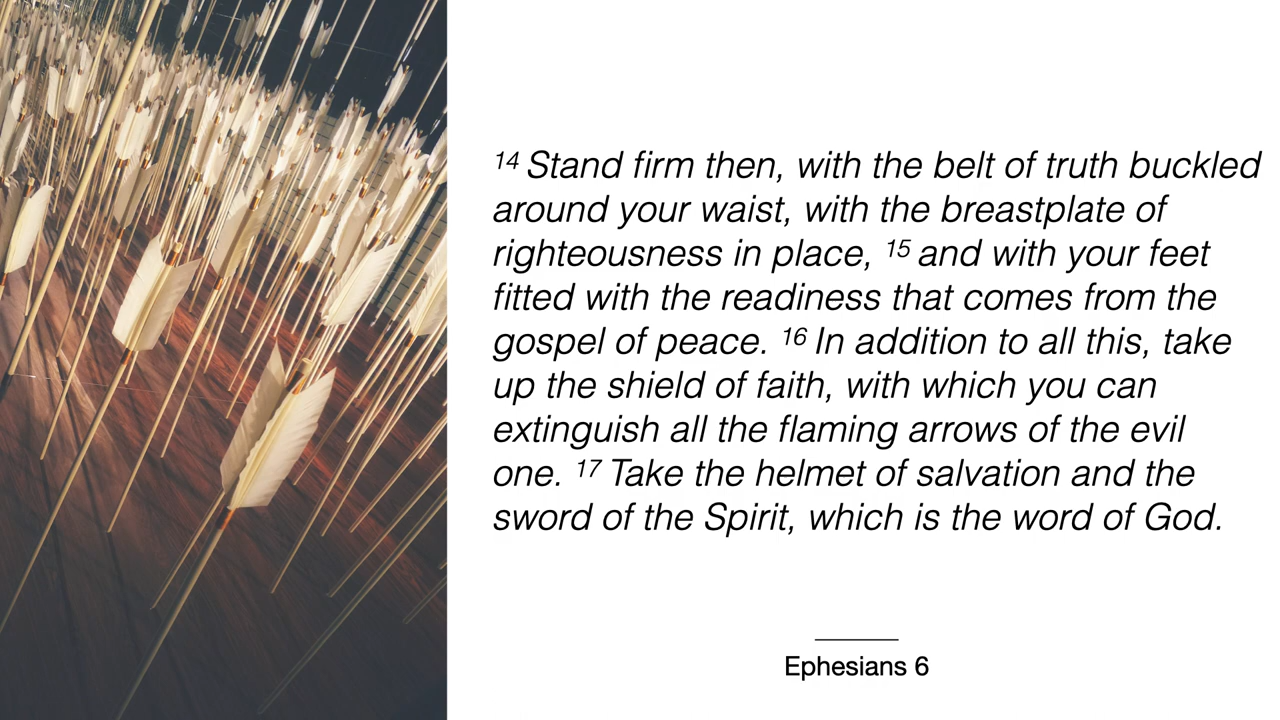 14 Stand firm then, with the belt of truth buckled
around your waist, with the breastplate of
righteousness in place, 15 and with your feet
fitted with the readiness that comes from the
gospel of peace. 16 In addition to all this, take
up the shield of faith, with which you can
extinguish all the flaming arrows of the evil
one. 17 Take the helmet of salvation and the
sword of the Spirit, which is the word of God.
Ephesians 6